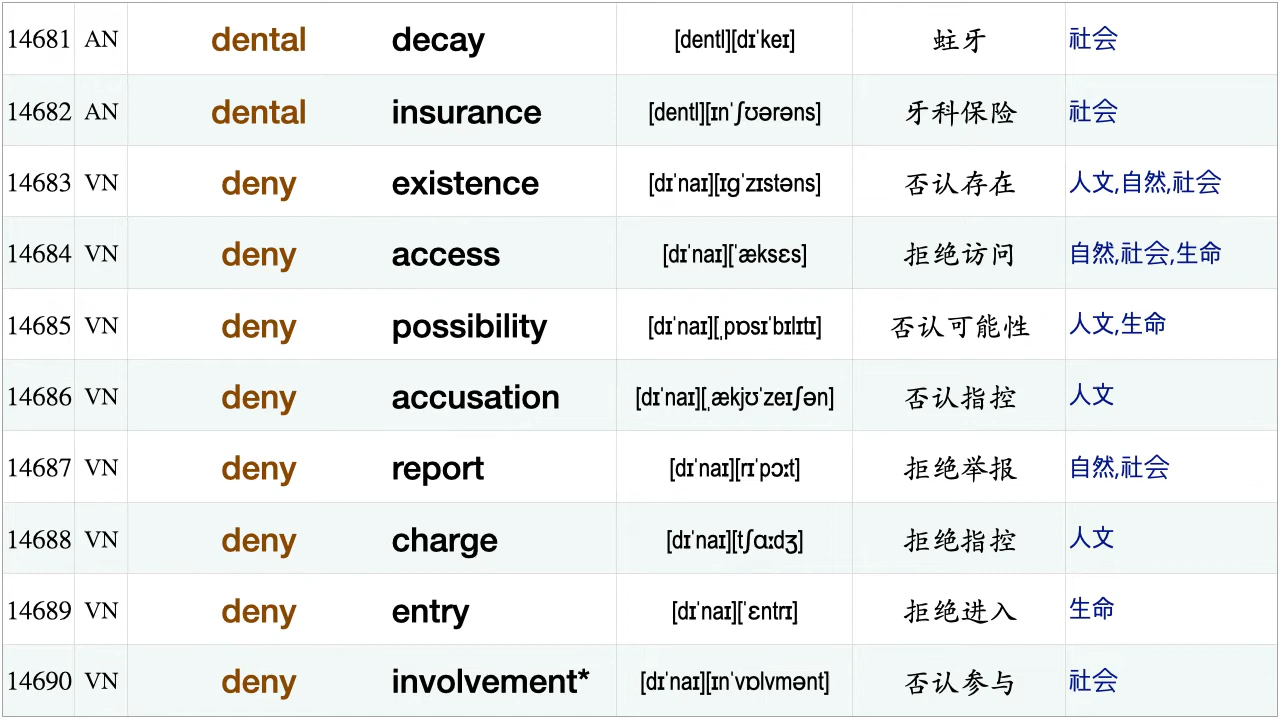 14681 AN dental decay [dentl][dɪˈkeɪ] 蛀牙 社会
14682 AN dental insurance [dentl][ɪnˈʃʊərəns] 牙科保险 社会
14683 VN deny existence [dɪˈnaɪ][ɪɡˈzɪstəns] 否认存在 人文,自然,社会
14684 VN deny access [dɪˈnaɪ][ˈæksɛs] 拒绝访问 自然,社会,生命
14685 VN deny possibility [dɪˈnaɪ][ˌpɒsɪˈbɪlɪtɪ] 否认可能性 人文,生命
14686 VN deny accusation [dɪˈnaɪ][ˌækjʊˈzeɪʃən] 否认指控 人文
14687 VN deny report [dɪˈnaɪ][rɪˈpɔːt] 拒绝举报 自然,社会
14688 VN deny charge [dɪˈnaɪ][tʃɑːdʒ] 拒绝指控 人文
14689 VN deny entry [dɪˈnaɪ][ˈɛntrɪ] 拒绝进入 生命
14690 VN deny involvement* [dɪˈnaɪ][ɪnˈvɒlvmənt] 否认参与 社会